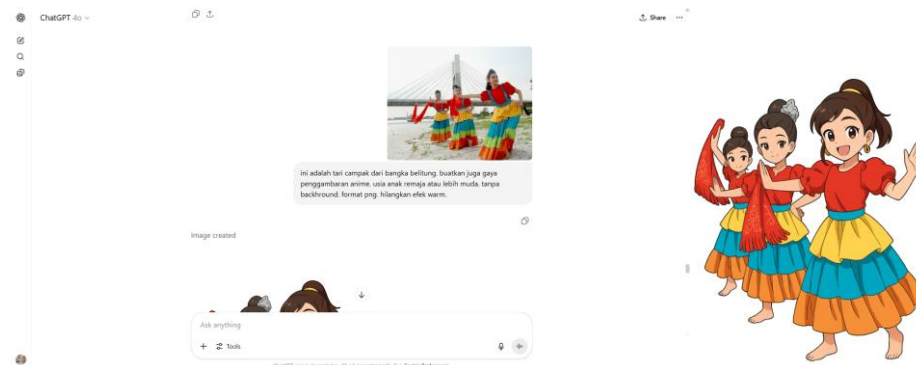 ChatGPT 4o
Share
ini adalah tari campak dari bangka belitung. buatkan juga gaya
penggambaran anime. usia anak remaja atau lebih muda. tanpa
backhround. format png. hilangkan efek warm.
Image created
Ask anything
Tools